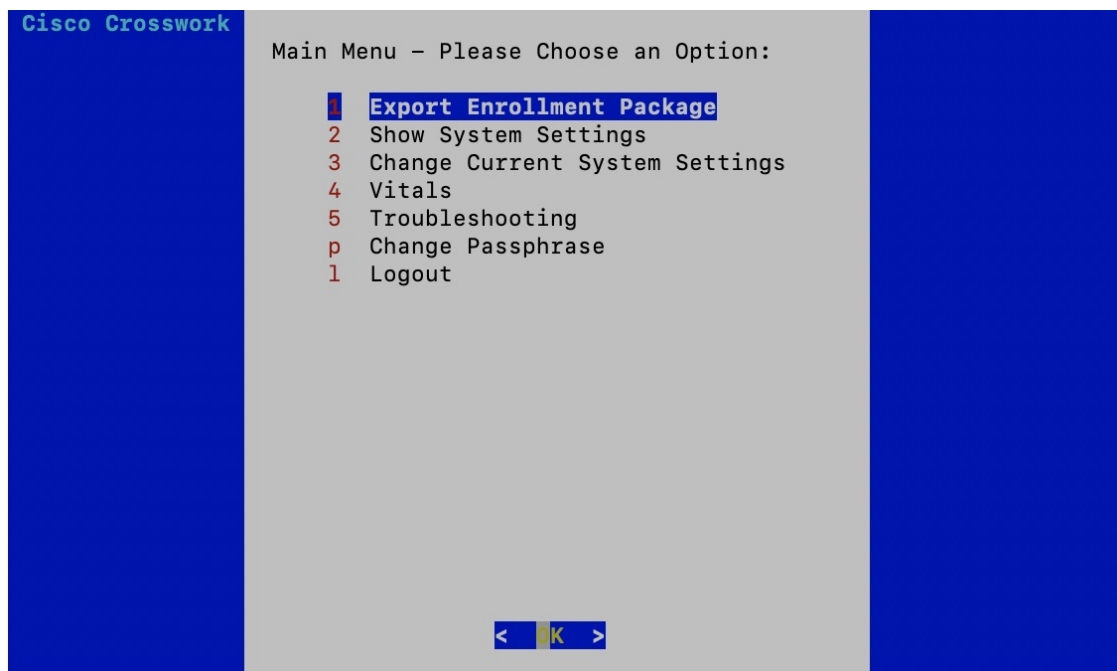 Cisco Crosswork
Main Menu – Please Choose an Option:
1 Export Enrollment Package
2 Show System Settings
3 Change Current System Settings
4 Vitals
5 Troubleshooting
p Change Passphrase
l Logout
< OK >